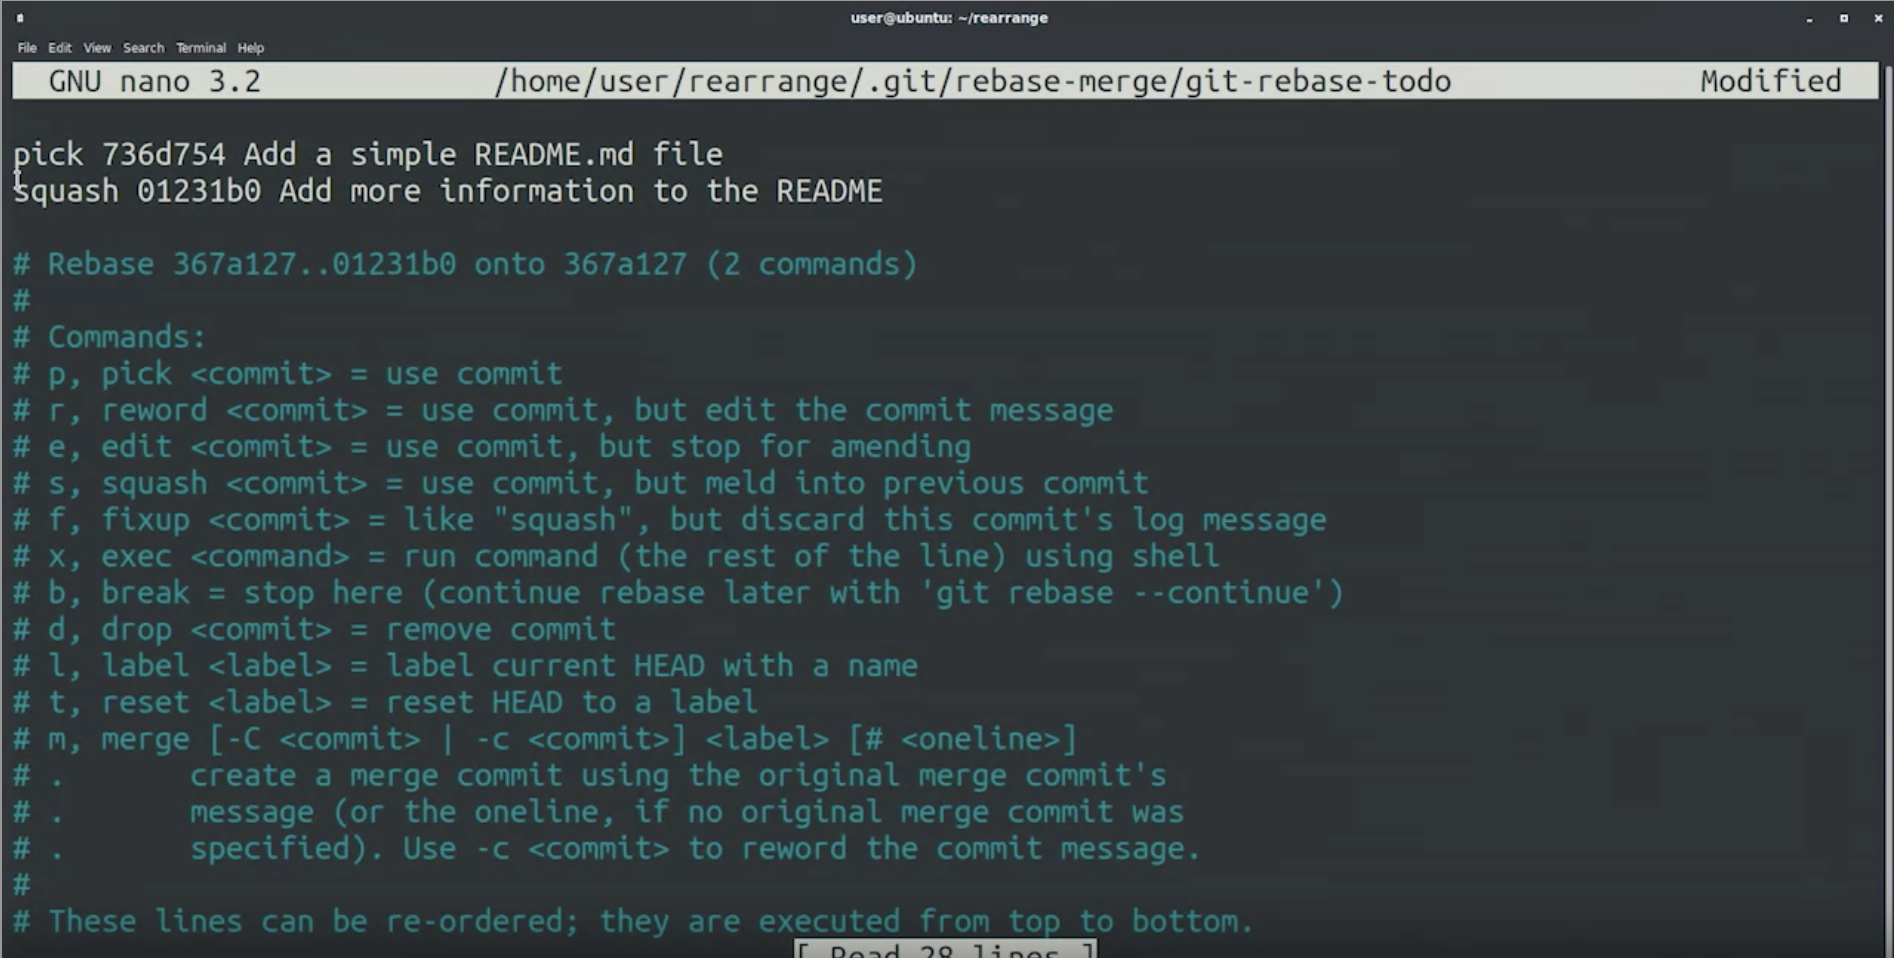 user@ubuntu: ~/rearrange
File Edit View Search Terminal Help
GNU nano 3.2 /home/user/rearrange/.git/rebase-merge/git-rebase-todo Modified
pick 736d754 Add a simple README.md file
squash 01231b0 Add more information to the README
# Rebase 367a127..01231b0 onto 367a127 (2 commands)
#
# Commands:
# p, pick <commit> = use commit
# r, reword <commit> = use commit, but edit the commit message
# e, edit <commit> = use commit, but stop for amending
# s, squash <commit> = use commit, but meld into previous commit
# f, fixup <commit> = like "squash", but discard this commit's log message
# x, exec <command> = run command (the rest of the line) using shell
# b, break = stop here (continue rebase later with 'git rebase --continue')
# d, drop <commit> = remove commit
# l, label <label> = label current HEAD with a name
# t, reset <label> = reset HEAD to a label
# m, merge [-C <commit> | -c <commit>] <label> [# <oneline>]
# .       create a merge commit using the original merge commit's
# .       message (or the oneline, if no original merge commit was
# .       specified). Use -c <commit> to reword the commit message.
#
# These lines can be re-ordered; they are executed from top to bottom.
[ Read 28 lines ]